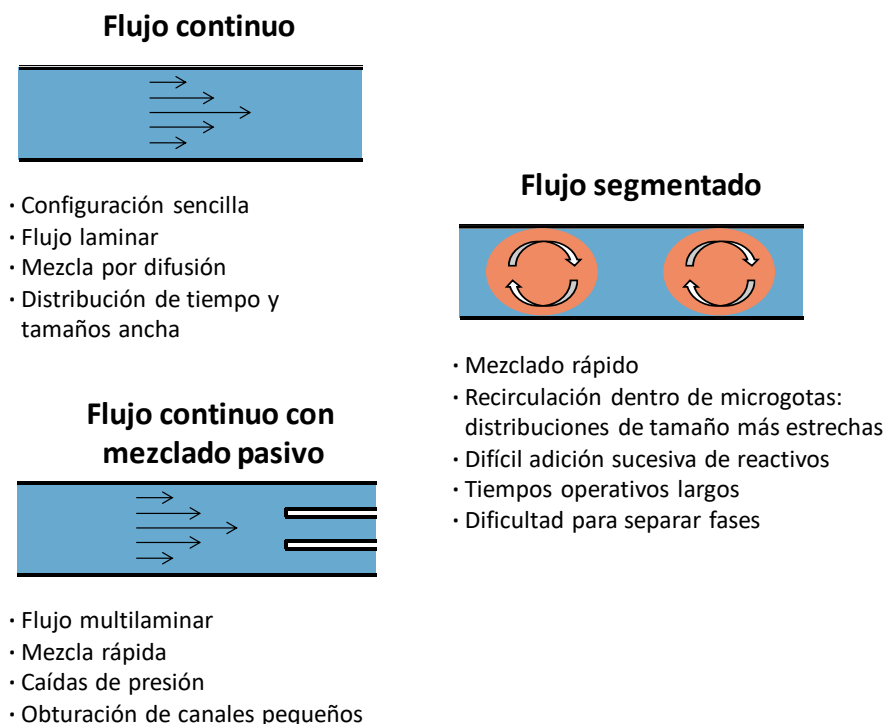 Flujo continuo
· Configuración sencilla
· Flujo laminar
· Mezcla por difusión
· Distribución de tiempo y
tamaños ancha
Flujo continuo con
mezclado pasivo
· Flujo multilaminar
· Mezcla rápida
· Caídas de presión
· Obturación de canales pequeños
Flujo segmentado
· Mezclado rápido
· Recirculación dentro de microgotas:
distribuciones de tamaño más estrechas
· Difícil adición sucesiva de reactivos
· Tiempos operativos largos
· Dificultad para separar fases